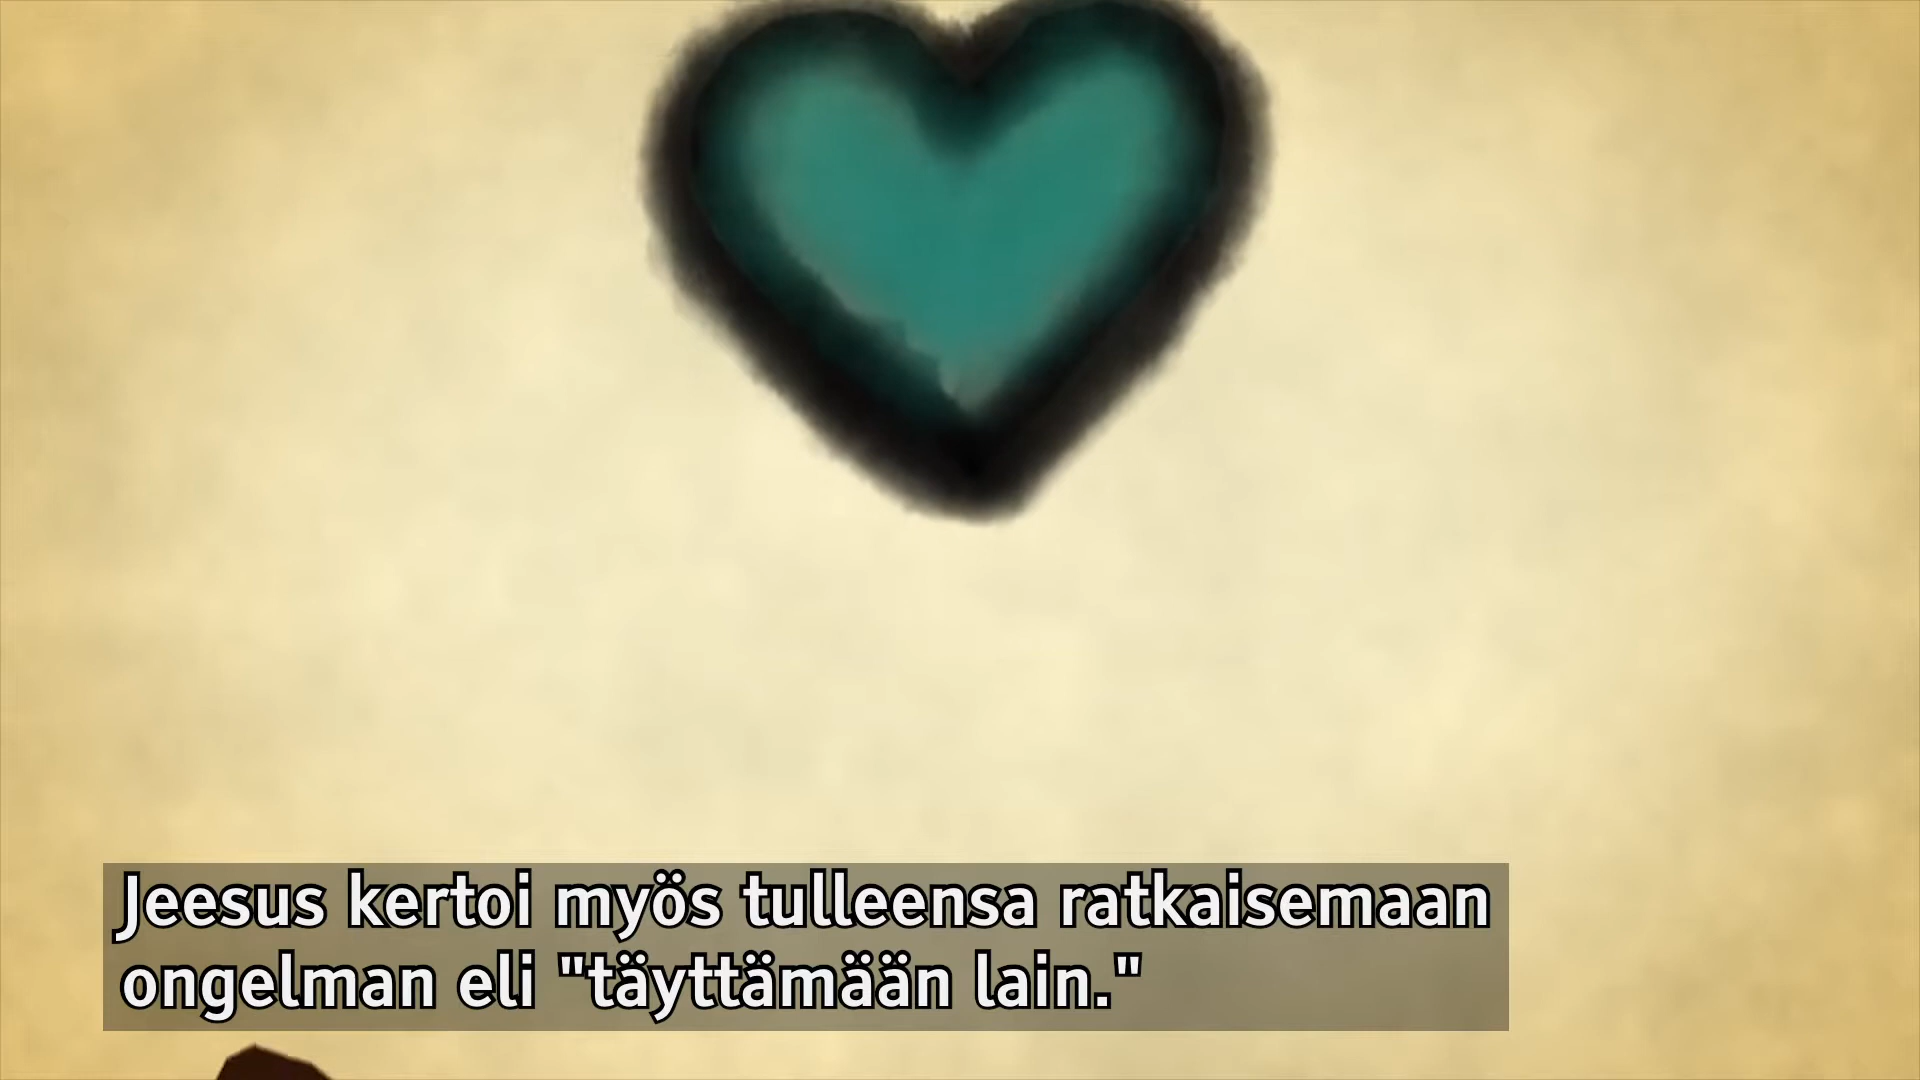 Jeesus kertoi myös tulleensa ratkaisemaan
ongelman eli "täyttämään lain."